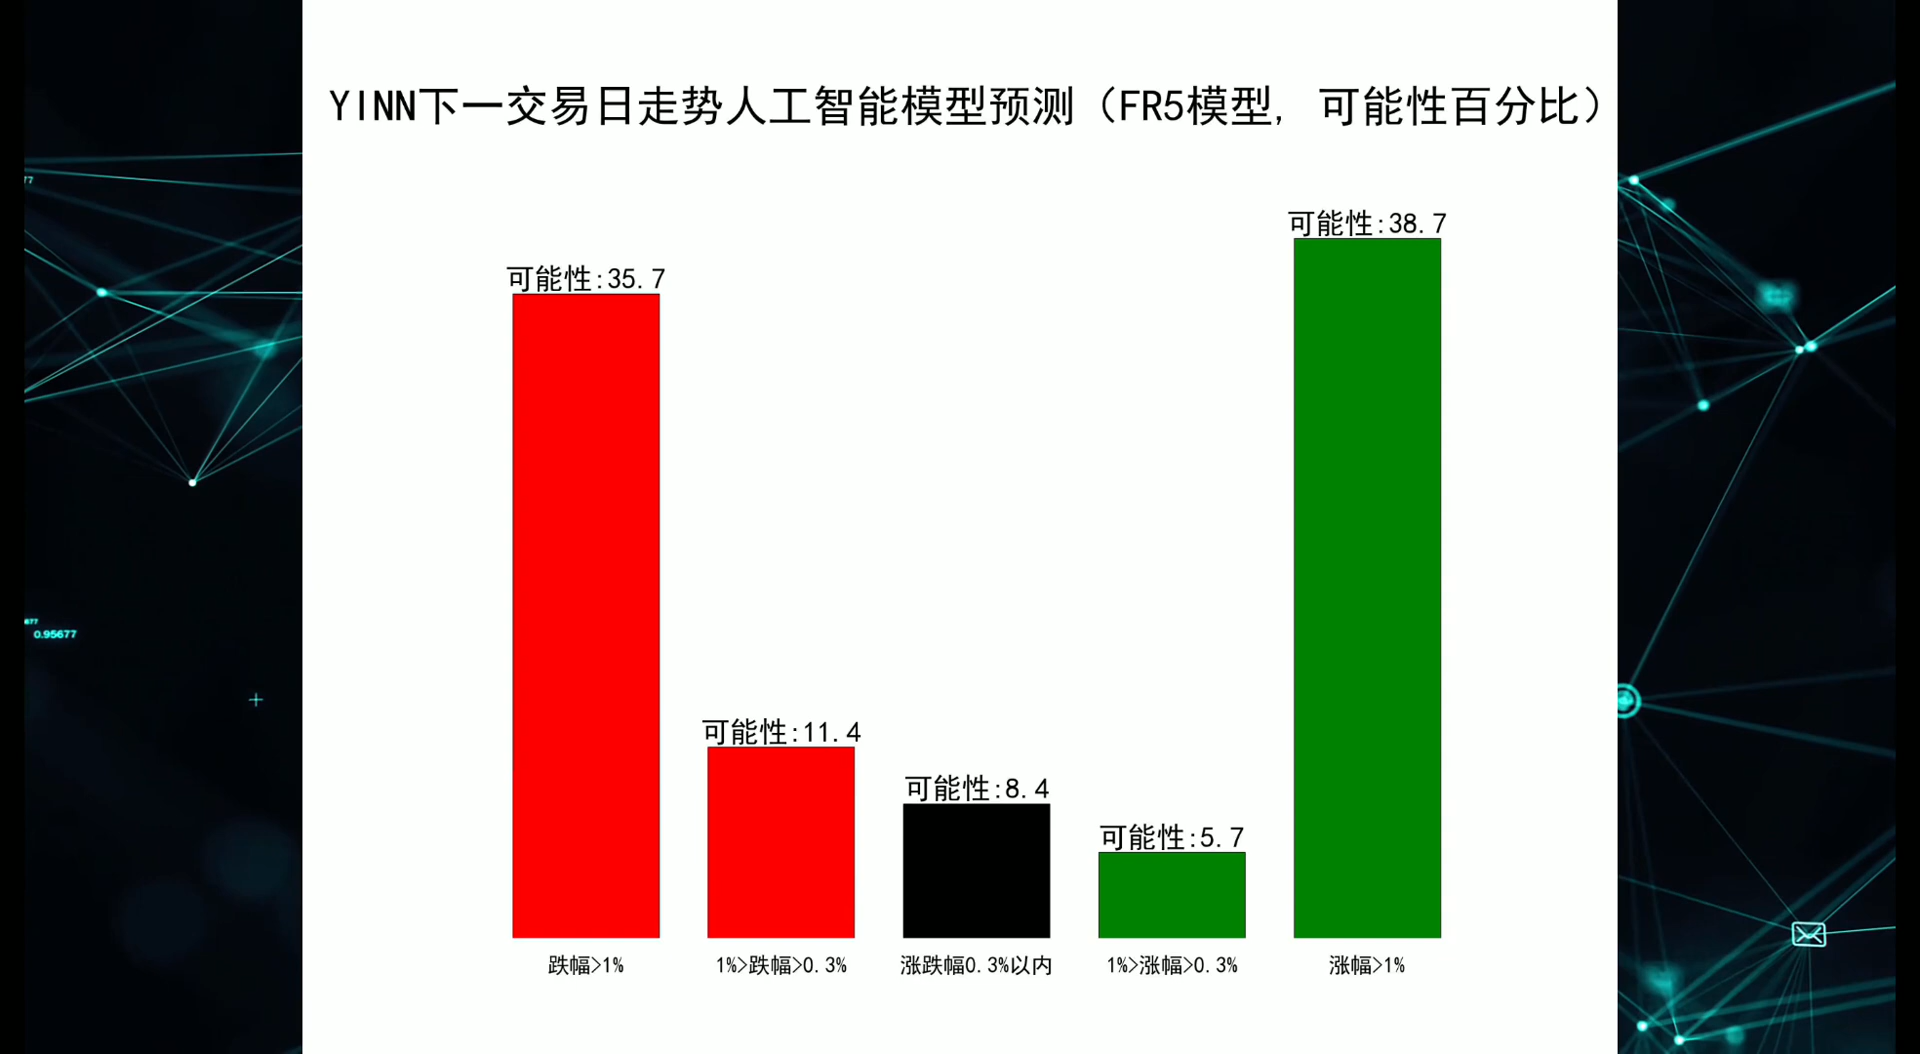 YINN下一交易日走势人工智能模型预测（FR5模型, 可能性百分比）
可能性:38.7
可能性:35.7
可能性:11.4
可能性:8.4
可能性:5.7
跌幅>1%
1%>跌幅>0.3%
涨跌幅0.3%以内
1%>涨幅>0.3%
涨幅>1%
77
677
0.95677